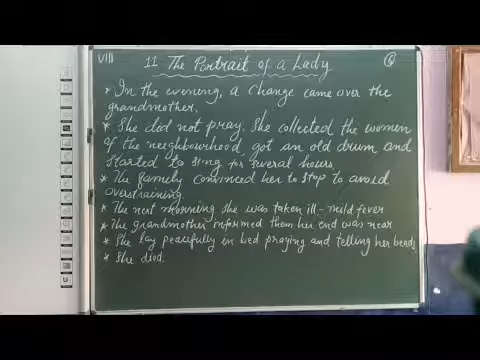 VIII
11 The Portrait of a Lady
6
* In the evening, a change came over the
grandmother.
* She did not pray. She collected the women
of the neighbourhood, got an old drum and
started to sing for several hours.
* The family convinced her to stop to avoid
overstraining.
* The next morning she was taken ill - mild fever
* The grandmother informed them her end was near
* She lay peacefully in bed praying and telling her beads
* She died.